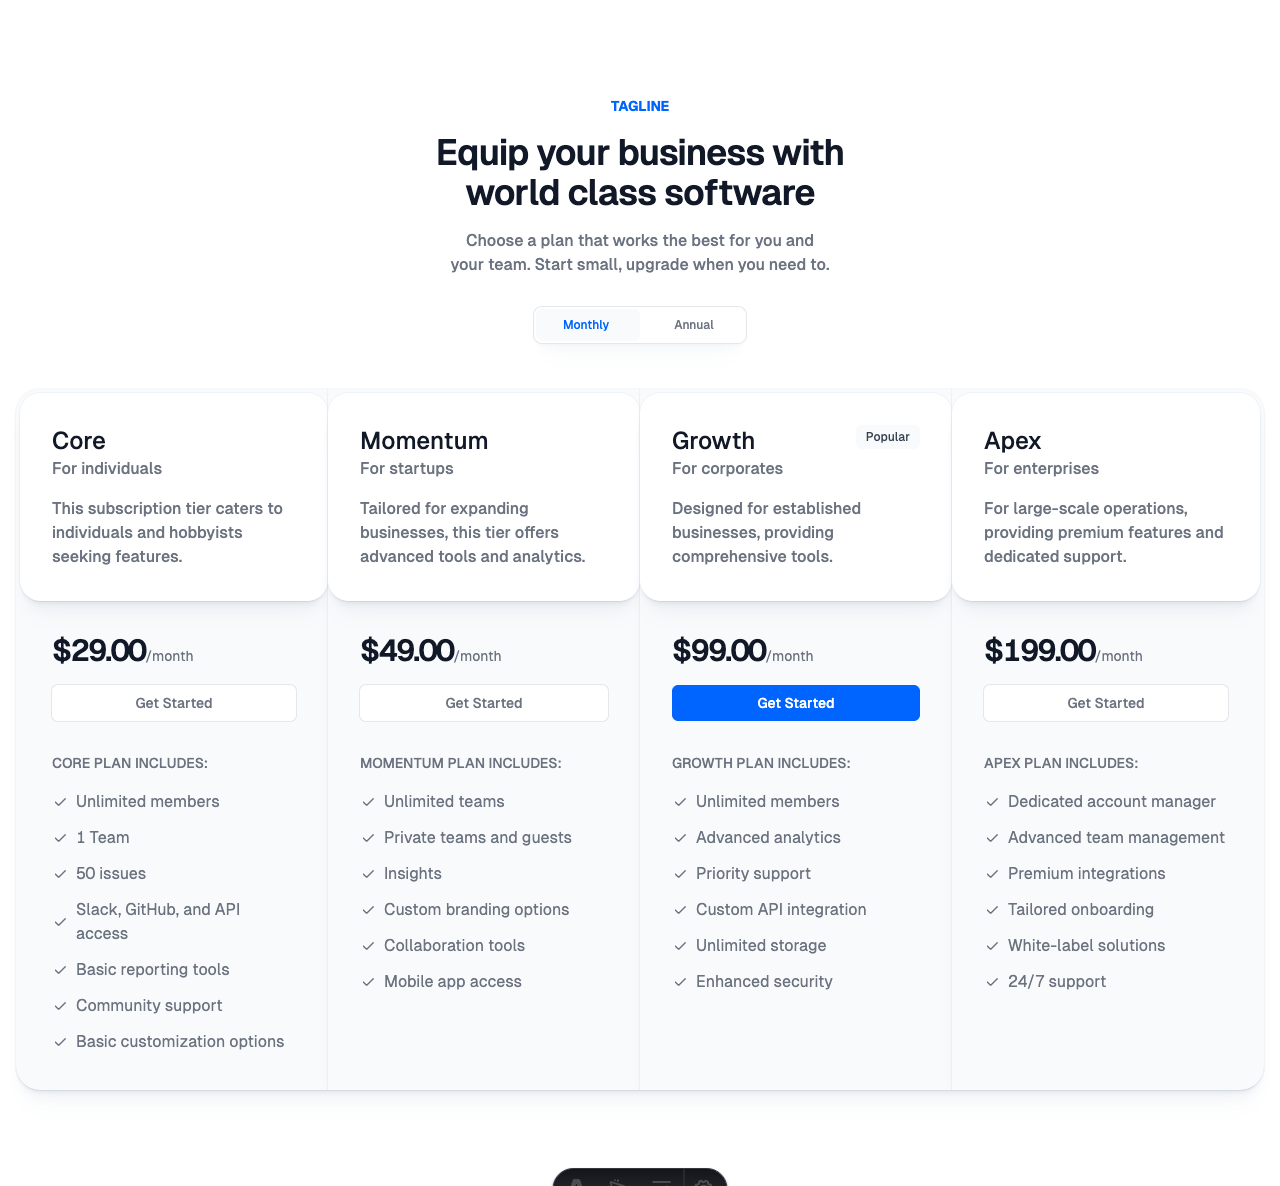 TAGLINE
Equip your business with
world class software
Choose a plan that works the best for you and
your team. Start small, upgrade when you need to.
Monthly
Annual
Core
For individuals
This subscription tier caters to
individuals and hobbyists
seeking features.
$29.00/month
Get Started
CORE PLAN INCLUDES:
Unlimited members
1 Team
50 issues
Slack, GitHub, and API
access
Basic reporting tools
Community support
Basic customization options
Momentum
For startups
Tailored for expanding
businesses, this tier offers
advanced tools and analytics.
$49.00/month
Get Started
MOMENTUM PLAN INCLUDES:
Unlimited teams
Private teams and guests
Insights
Custom branding options
Collaboration tools
Mobile app access
Growth
Popular
For corporates
Designed for established
businesses, providing
comprehensive tools.
$99.00/month
Get Started
GROWTH PLAN INCLUDES:
Unlimited members
Advanced analytics
Priority support
Custom API integration
Unlimited storage
Enhanced security
Apex
For enterprises
For large-scale operations,
providing premium features and
dedicated support.
$199.00/month
Get Started
APEX PLAN INCLUDES:
Dedicated account manager
Advanced team management
Premium integrations
Tailored onboarding
White-label solutions
24/7 support